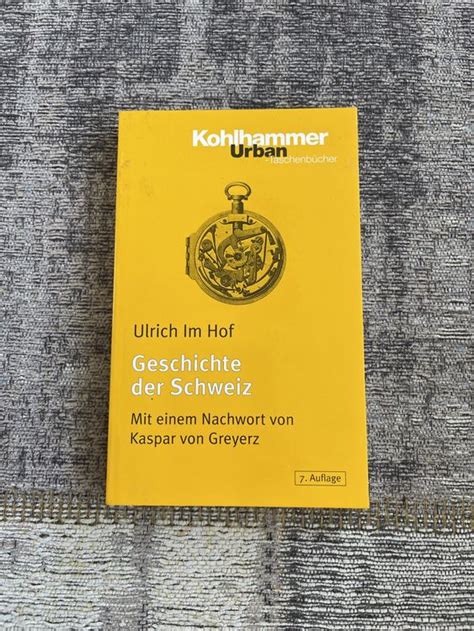 Kohlhammer
Urban
-Taschenbücher
Ulrich Im Hof
Geschichte
der Schweiz
Mit einem Nachwort von
Kaspar von Greyerz
7. Auflage